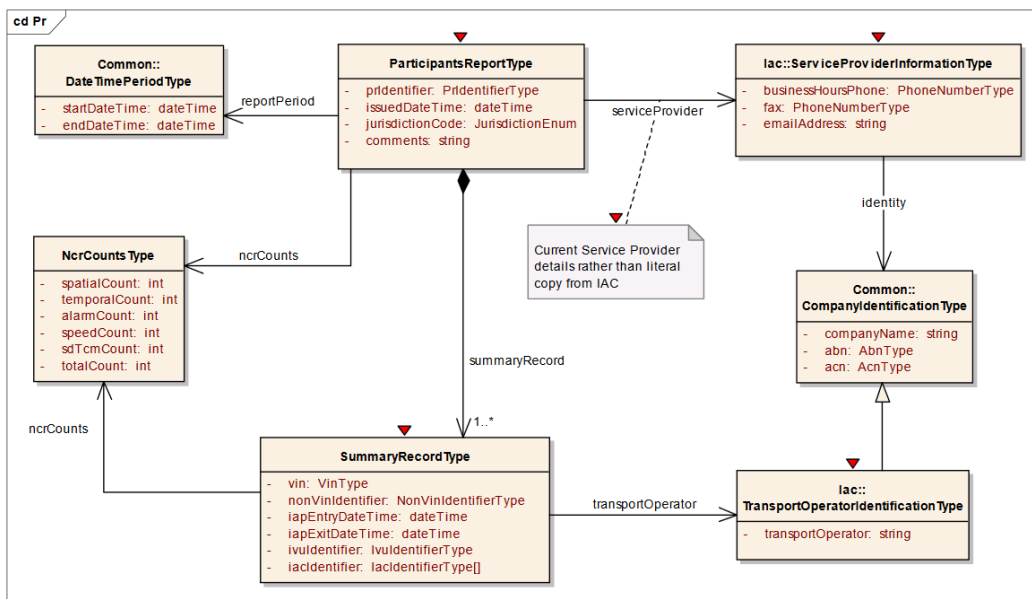 cd Pr
Common::
DateTimePeriodType
- startDateTime: dateTime
- endDateTime: dateTime
reportPeriod
ParticipantsReportType
- prIdentifier: PrIdentifierType
- issuedDateTime: dateTime
- jurisdictionCode: JurisdictionEnum
- comments: string
serviceProvider
Iac::ServiceProviderInformationType
- businessHoursPhone: PhoneNumberType
- fax: PhoneNumberType
- emailAddress: string
identity
Current Service Provider
details rather than literal
copy from IAC
NcrCountsType
- spatialCount: int
- temporalCount: int
- alarmCount: int
- speedCount: int
- sdTcmCount: int
- totalCount: int
ncrCounts
Common::
CompanyIdentificationType
- companyName: string
- abn: AbnType
- acn: AcnType
summaryRecord
1..*
ncrCounts
SummaryRecordType
- vin: VinType
- nonVinIdentifier: NonVinIdentifierType
- iapEntryDateTime: dateTime
- iapExitDateTime: dateTime
- ivuIdentifier: IvuIdentifierType
- iacIdentifier: IacIdentifierType[]
transportOperator
Iac::
TransportOperatorIdentificationType
- transportOperator: string